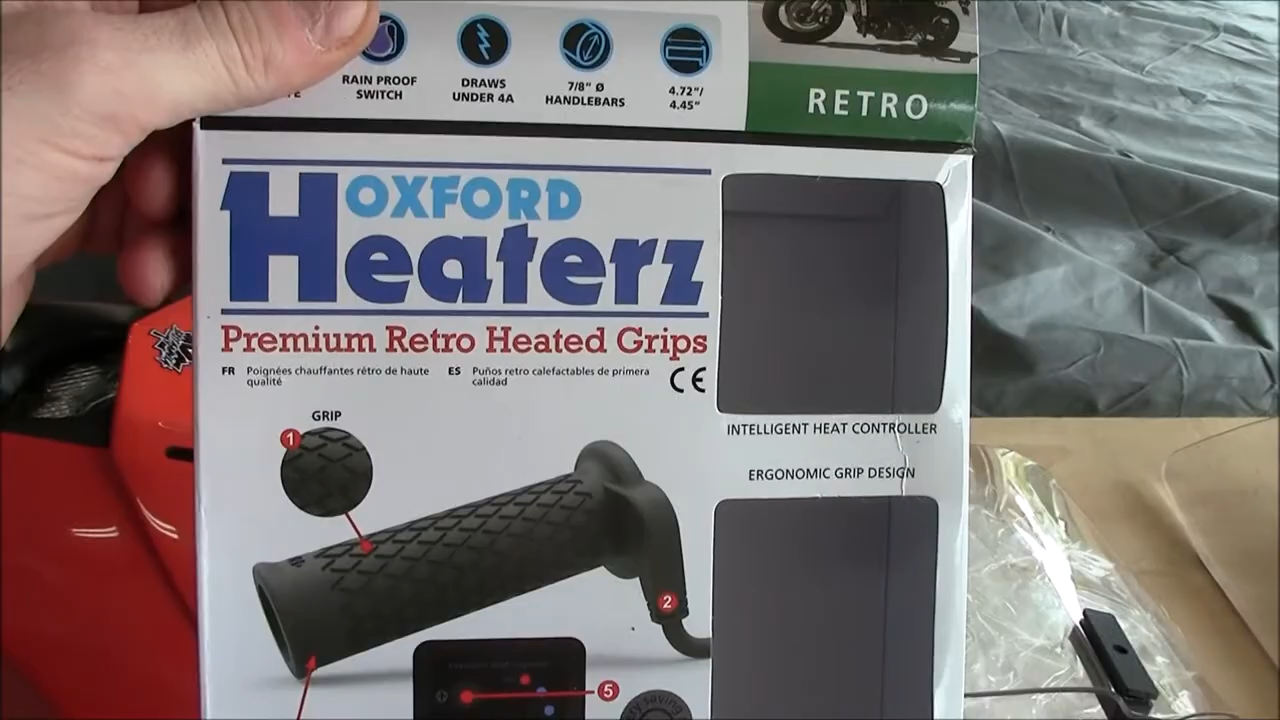 RAIN PROOF
SWITCH
DRAWS
UNDER 4A
7/8" Ø
HANDLEBARS
4.72"/
4.45"
RETRO
OXFORD
Heaterz
Premium Retro Heated Grips
FR Poignées chauffantes rétro de haute
qualité
ES Puños retro calefactables de primera
calidad
CE
GRIP
1
INTELLIGENT HEAT CONTROLLER
ERGONOMIC GRIP DESIGN
2
5
saving